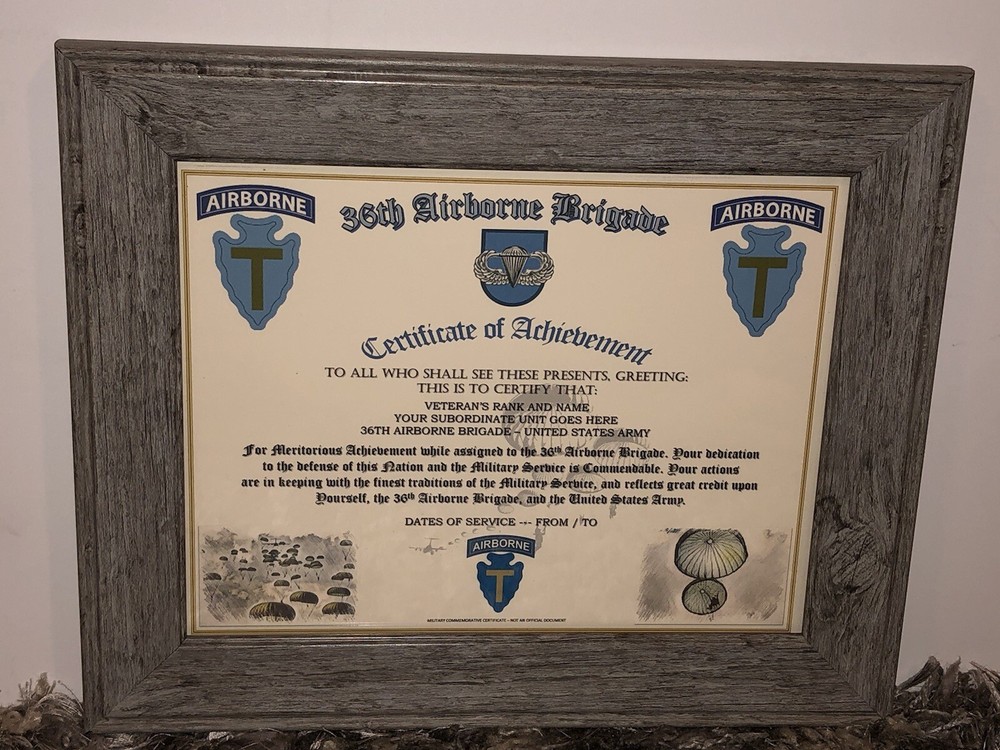 AIRBORNE
T
36th Airborne Brigade
AIRBORNE
T
Certificate of Achievement
TO ALL WHO SHALL SEE THESE PRESENTS, GREETING:
THIS IS TO CERTIFY THAT:
VETERAN'S RANK AND NAME
YOUR SUBORDINATE UNIT GOES HERE
36TH AIRBORNE BRIGADE - UNITED STATES ARMY
For Meritorious Achievement while assigned to the 36th Airborne Brigade. Your dedication
to the defense of this Nation and the Military Service is Commendable. Your actions
are in keeping with the finest traditions of the Military Service, and reflects great credit upon
Yourself, the 36th Airborne Brigade, and the United States Army.
DATES OF SERVICE --- FROM / TO
AIRBORNE
T
MILITARY COMMEMORATIVE CERTIFICATE - NOT AN OFFICIAL DOCUMENT